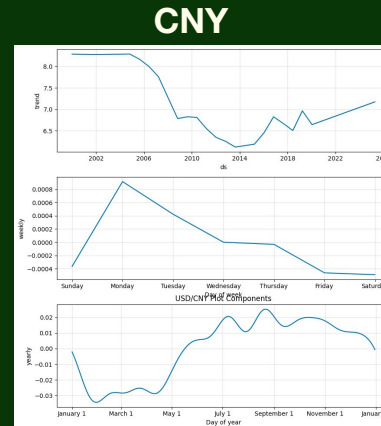 CNY
8.0
7.5
7.0
6.5
trend
2002 2006 2010 2014 2018 2022 20
ds
0.0008
0.0006
0.0004
0.0002
0.0000
−0.0002
−0.0004
weekly
Sunday Monday Tuesday Wednesday Thursday Friday Saturd
Day of week
USD/CNY Plot Components
0.02
0.01
0.00
−0.01
−0.02
−0.03
yearly
January 1 March 1 May 1 July 1 September 1 November 1 Januar
Day of year